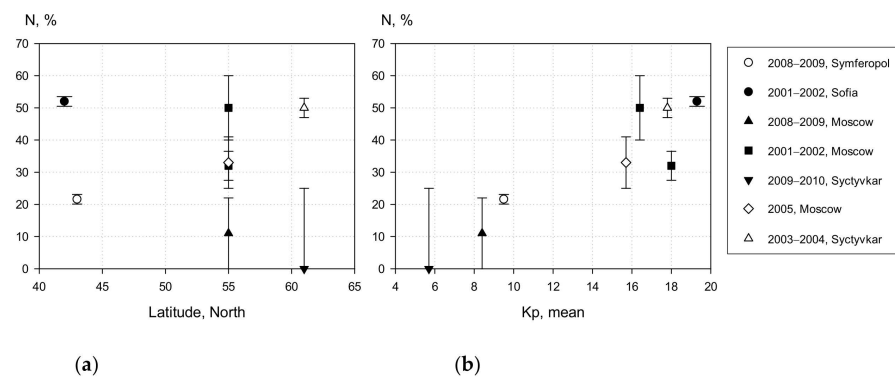 N, %
N, %
70
60
50
40
30
20
10
0
40 45 50 55 60 65
Latitude, North
70
60
50
40
30
20
10
0
4 6 8 10 12 14 16 18 20
Kp, mean
2008–2009, Symferopol
2001–2002, Sofia
2008–2009, Moscow
2001–2002, Moscow
2009–2010, Syctyvkar
2005, Moscow
2003–2004, Syctyvkar
(a)
(b)